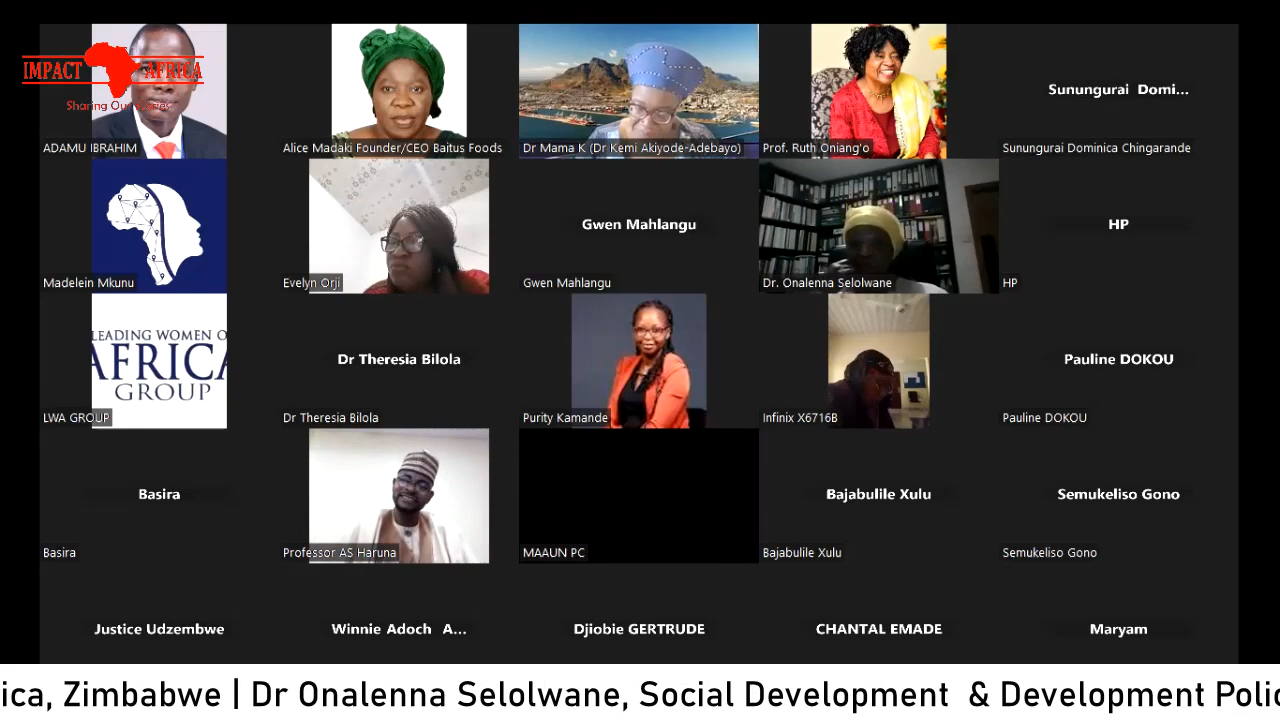 IMPACT AFRICA
Sharing Our
ADAMU IBRAHIM
Alice Madaki Founder/CEO Baitus Foods
Dr Mama K (Dr Kemi Akiyode-Adebayo)
Prof. Ruth Oniang'o
Sunungurai Domi...
Sunungurai Dominica Chingarande
Madelein Mkunu
Evelyn Orji
Gwen Mahlangu
Gwen Mahlangu
Dr. Onalenna Selolwane
HP
HP
LEADING WOMEN O
AFRICA
GROUP
LWA GROUP
Dr Theresia Bilola
Dr Theresia Bilola
Purity Kamande
Infinix X6716B
Pauline DOKOU
Pauline DOKOU
Basira
Basira
Professor AS Haruna
MAAUN PC
Bajabulile Xulu
Bajabulile Xulu
Semukeliso Gono
Semukeliso Gono
Justice Udzembwe
Winnie Adoch A...
Djiobie GERTRUDE
CHANTAL EMADE
Maryam
ica, Zimbabwe | Dr Onalenna Selolwane, Social Development & Development Polic